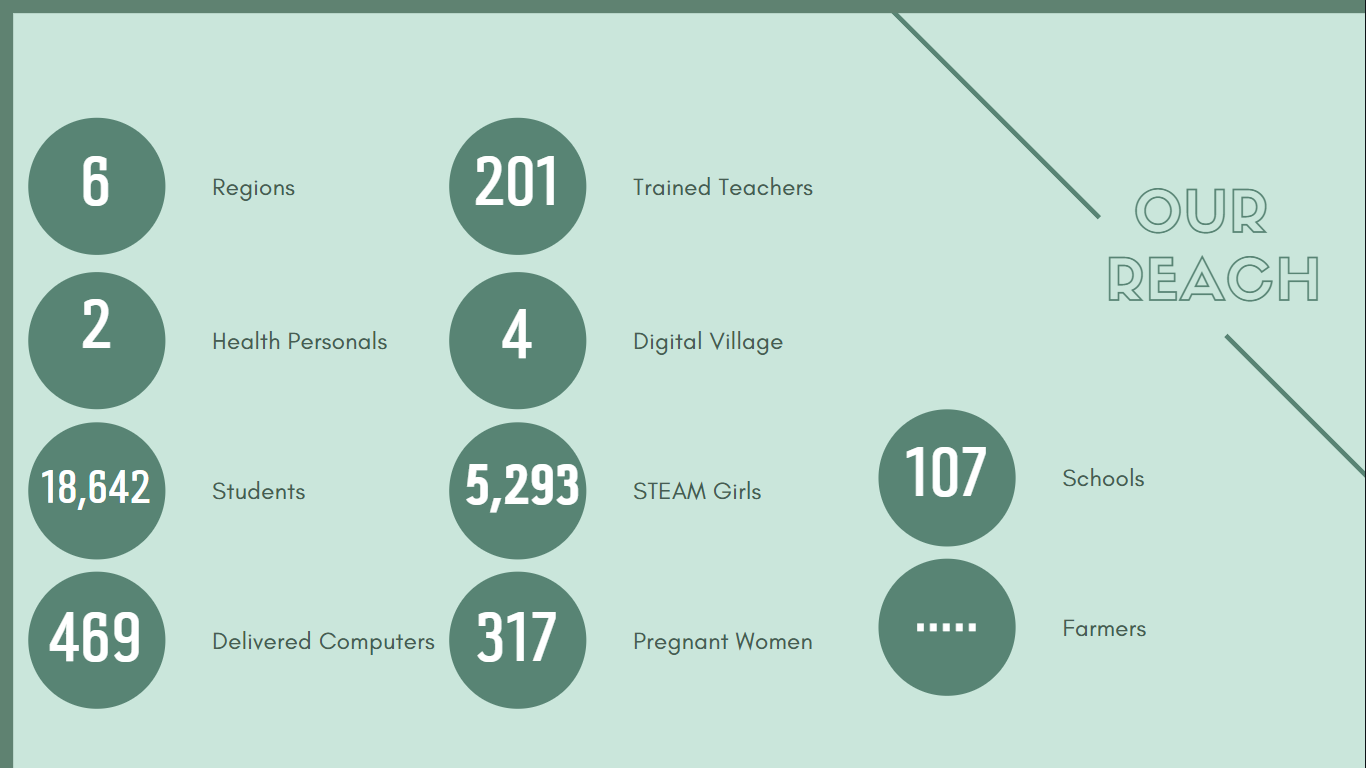 OUR
REACH
6
Regions
201
Trained Teachers
2
Health Personals
4
Digital Village
18,642
Students
5,293
STEAM Girls
107
Schools
469
Delivered Computers
317
Pregnant Women
.....
Farmers